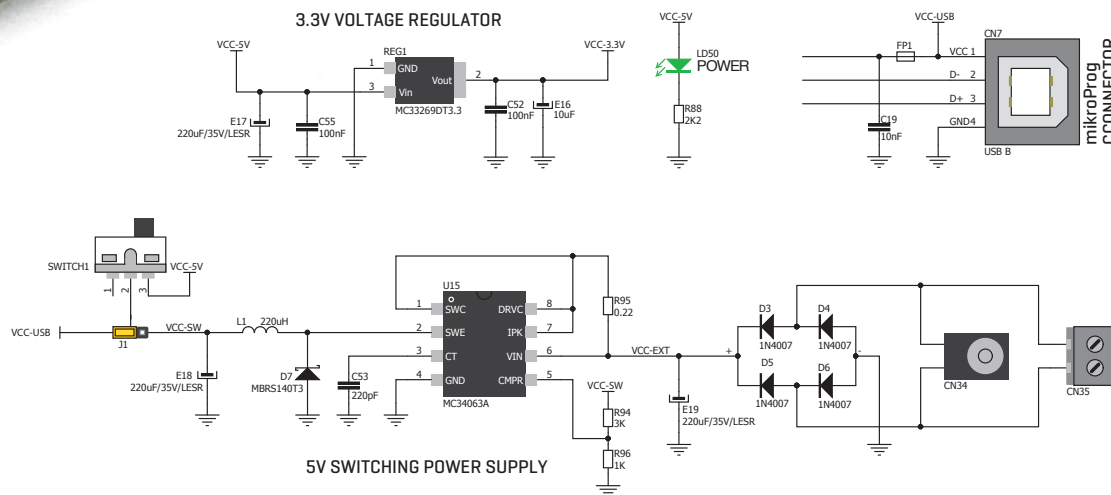 3.3V VOLTAGE REGULATOR
VCC-5V
REG1
1
GND
Vout
2
3
Vin
MC33269DT3.3
VCC-3.3V
E17
220uF/35V/LESR
C55
100nF
C52
100nF
E16
10uF
VCC-5V
LD50
POWER
R88
2K2
VCC-USB
FP1
C19
10nF
CN7
VCC 1
D- 2
D+ 3
GND4
USB B
mikroProg
CCONNECTOR
SWITCH1
1
2
3
VCC-5V
VCC-USB
J1
VCC-SW
L1 220uH
E18
220uF/35V/LESR
D7
MBRS140T3
C53
220pF
U15
1 SWC DRVC 8
2 SWE IPK 7
3 CT VIN 6
4 GND CMPR 5
MC34063A
R95
0.22
VCC-SW
R94
3K
R96
1K
VCC-EXT
E19
220uF/35V/LESR
+
-
D3
1N4007
D4
1N4007
D5
1N4007
D6
1N4007
CN34
CN35
5V SWITCHING POWER SUPPLY